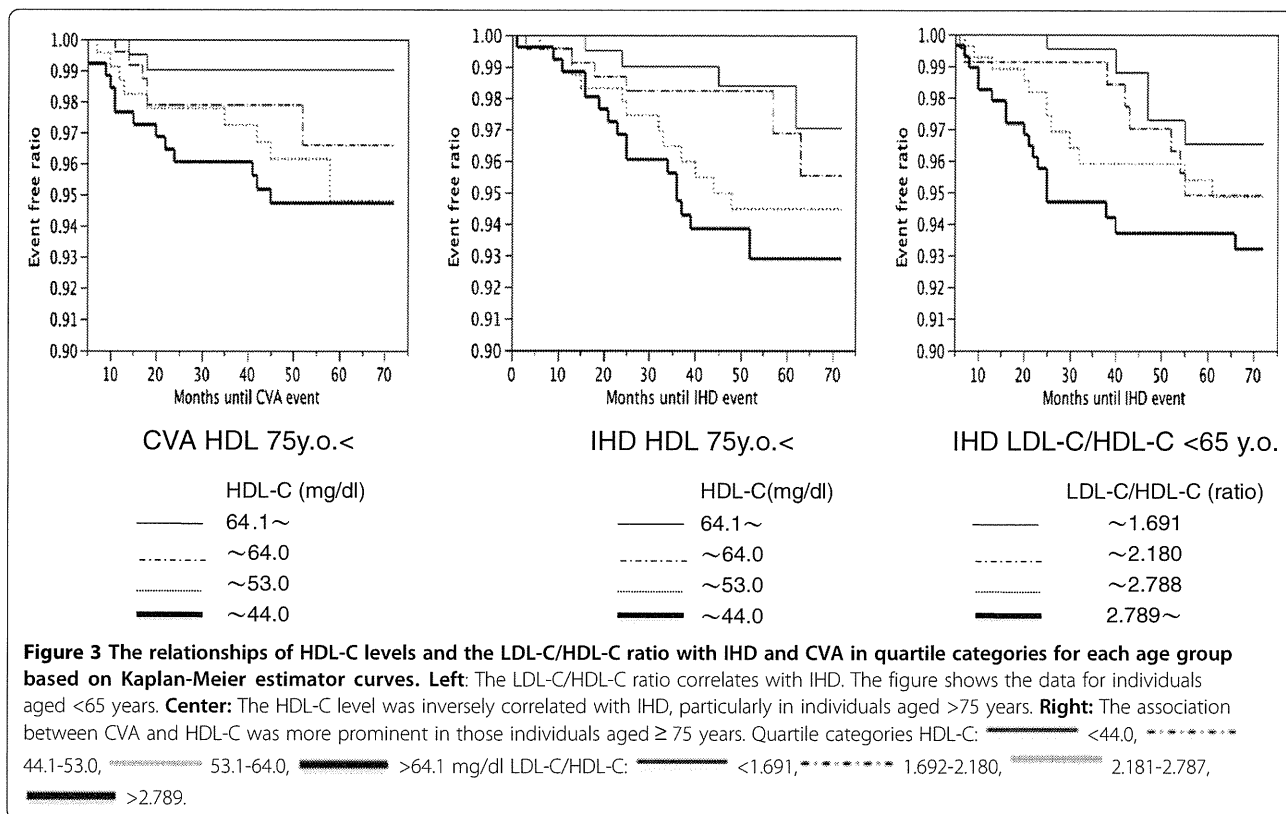 1.00
0.99
0.98
0.97
0.96
0.95
0.94
0.93
0.92
0.91
0.90
Event free ratio
10 20 30 40 50 60 70
Months until CVA event
1.00
0.99
0.98
0.97
0.96
0.95
0.94
0.93
0.92
0.91
0.90
Event free ratio
0 10 20 30 40 50 60 70
Months until IHD event
1.00
0.99
0.98
0.97
0.96
0.95
0.94
0.93
0.92
0.91
0.90
Event free ratio
10 20 30 40 50 60 70
Months until IHD event
CVA HDL 75y.o.<
HDL-C (mg/dl)
64.1~
~64.0
~53.0
~44.0
IHD HDL 75y.o.<
HDL-C(mg/dl)
64.1~
~64.0
~53.0
~44.0
IHD LDL-C/HDL-C <65 y.o.
LDL-C/HDL-C (ratio)
~1.691
~2.180
~2.788
2.789~
Figure 3 The relationships of HDL-C levels and the LDL-C/HDL-C ratio with IHD and CVA in quartile categories for each age group
based on Kaplan-Meier estimator curves. Left: The LDL-C/HDL-C ratio correlates with IHD. The figure shows the data for individuals
aged <65 years. Center: The HDL-C level was inversely correlated with IHD, particularly in individuals aged >75 years. Right: The association
between CVA and HDL-C was more prominent in those individuals aged ≥ 75 years. Quartile categories HDL-C: <44.0,
44.1-53.0, 53.1-64.0, >64.1 mg/dl LDL-C/HDL-C: <1.691, 1.692-2.180, 2.181-2.787,
>2.789.